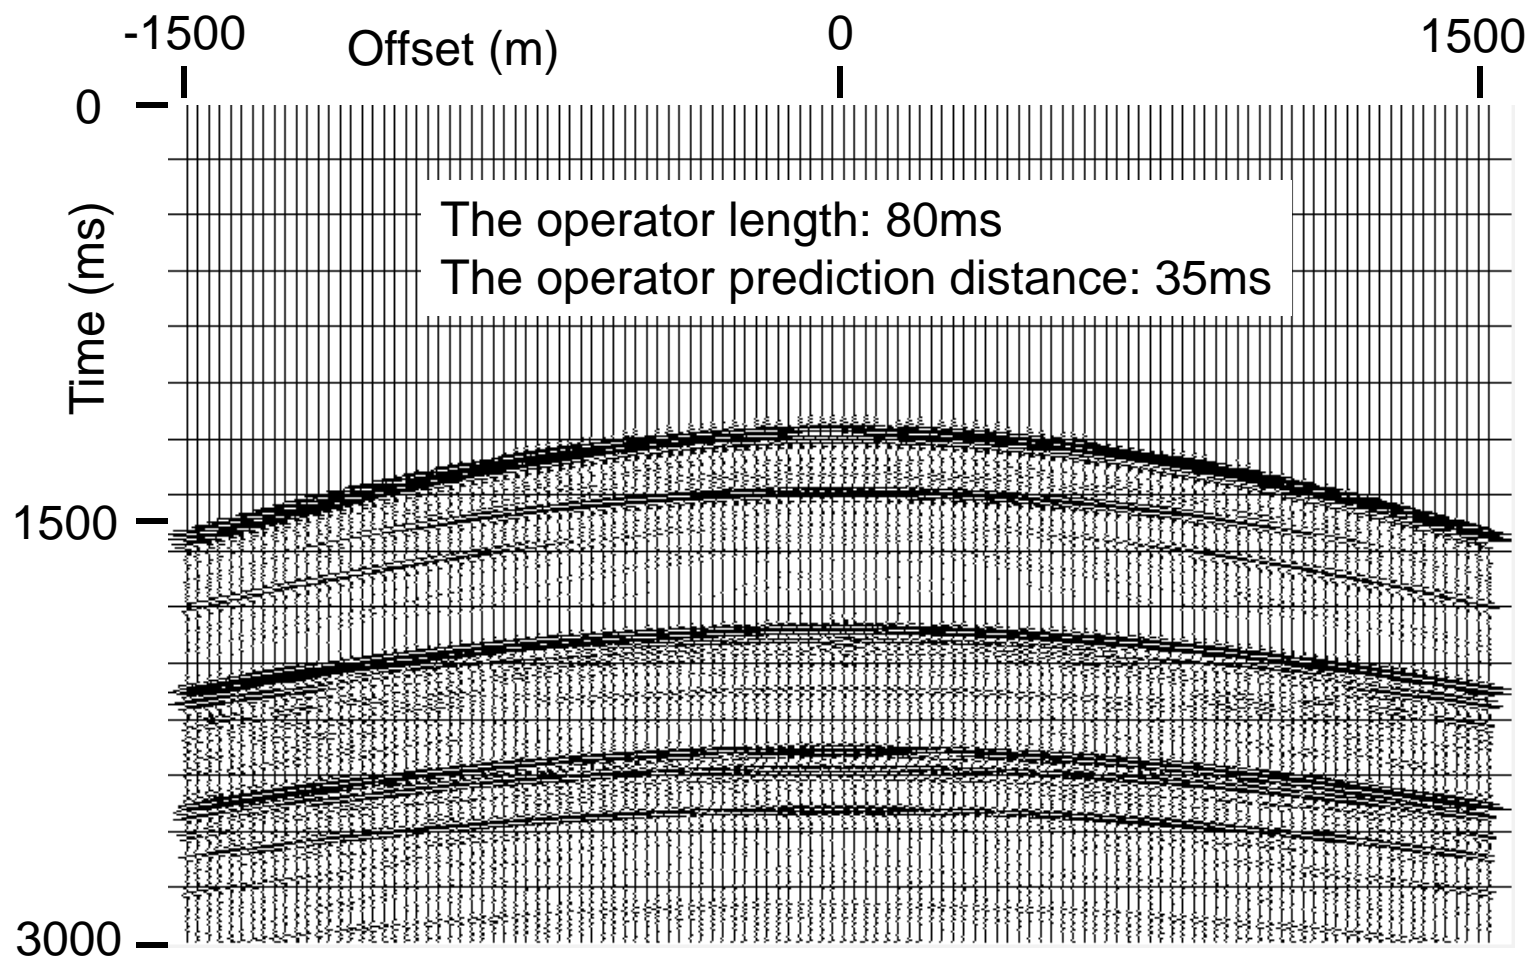 -1500
Offset (m)
0
1500
0
The operator length: 80ms
The operator prediction distance: 35ms
Time (ms)
1500
3000